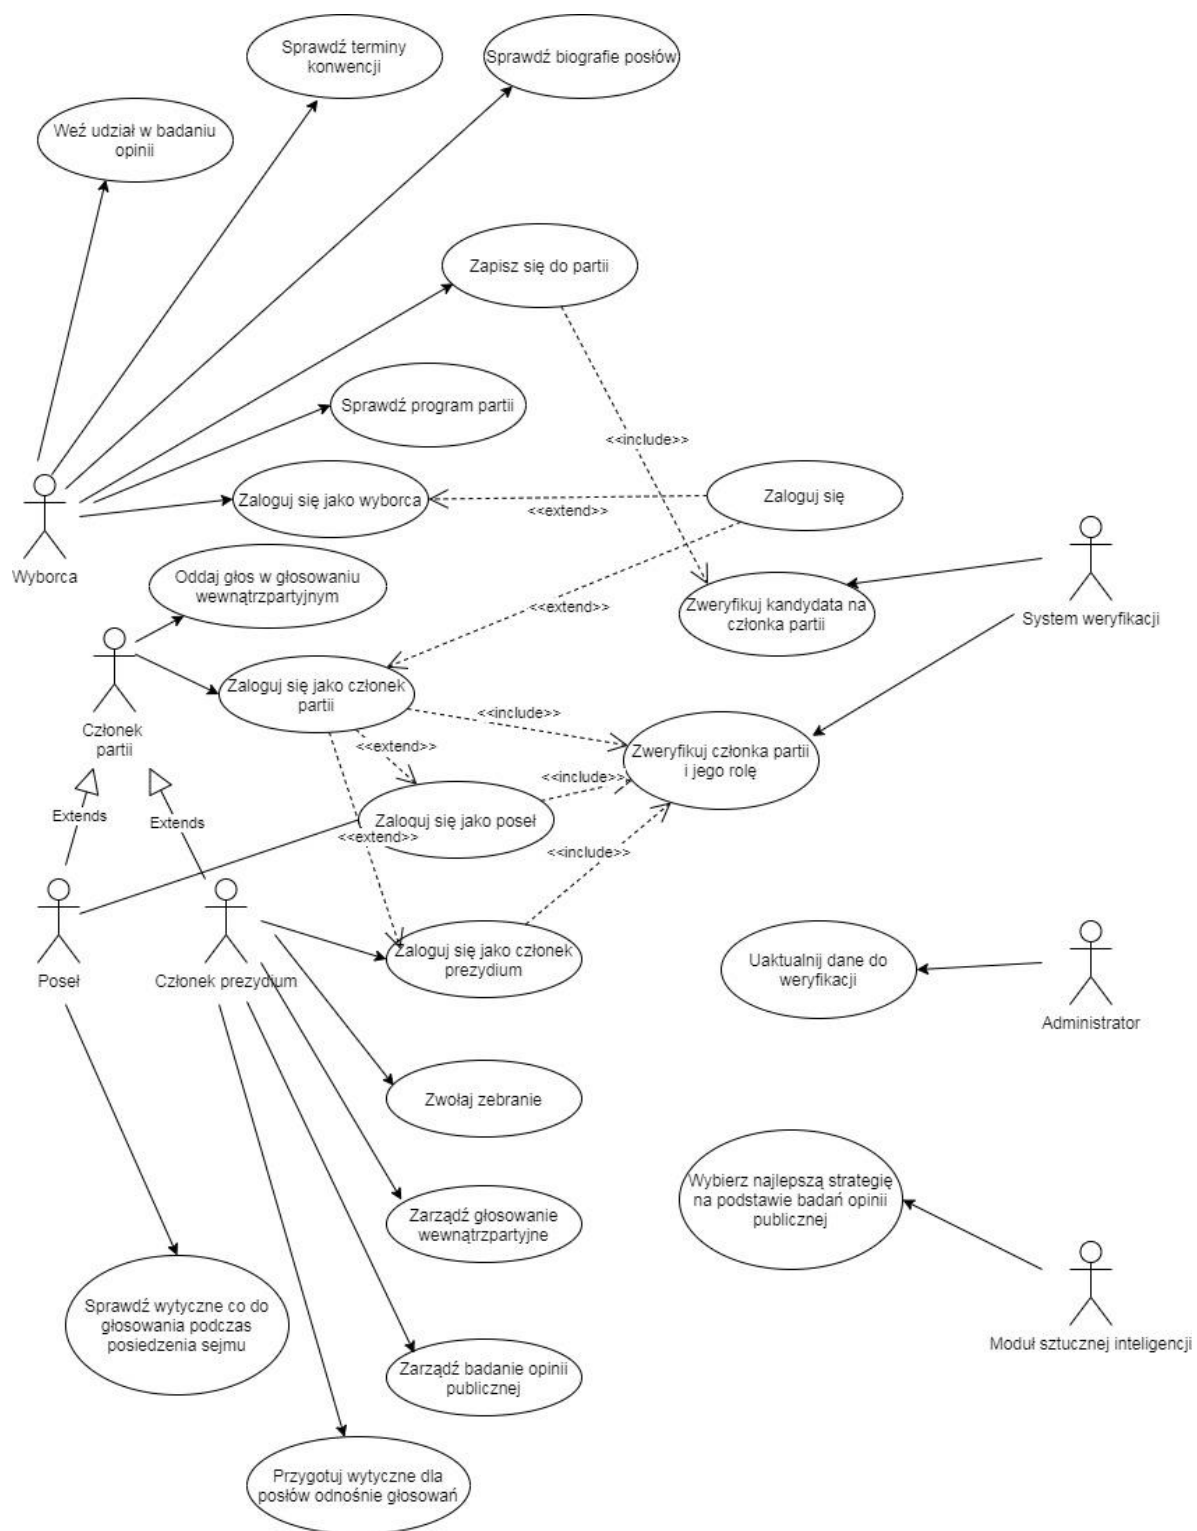 Sprawdź terminy
konwencji
Sprawdź biografie posłów
Weź udział w badaniu
opinii
Zapisz się do partii
Sprawdź program partii
<<include>>
Zaloguj się jako wyborca
Zaloguj się
<<extend>>
Wyborca
Oddaj głos w głosowaniu
wewnątrzpartyjnym
<<extend>>
Zweryfikuj kandydata na
członka partii
System weryfikacji
Zaloguj się jako członek
partii
Członek
partii
<<include>>
<<extend>>
Zweryfikuj członka partii
i jego rolę
<<include>>
Extends
Extends
Zaloguj się jako poseł
<<extend>>
<<include>>
Zaloguj się jako członek
prezydium
Poseł
Członek prezydium
Uaktualnij dane do
weryfikacji
Administrator
Zwołaj zebranie
Wybierz najlepszą strategię
na podstawie badań opinii
publicznej
Zarządź głosowanie
wewnątrzpartyjne
Sprawdź wytyczne co do
głosowania podczas
posiedzenia sejmu
Moduł sztucznej inteligencji
Zarządź badanie opinii
publicznej
Przygotuj wytyczne dla
posłów odnośnie głosowań